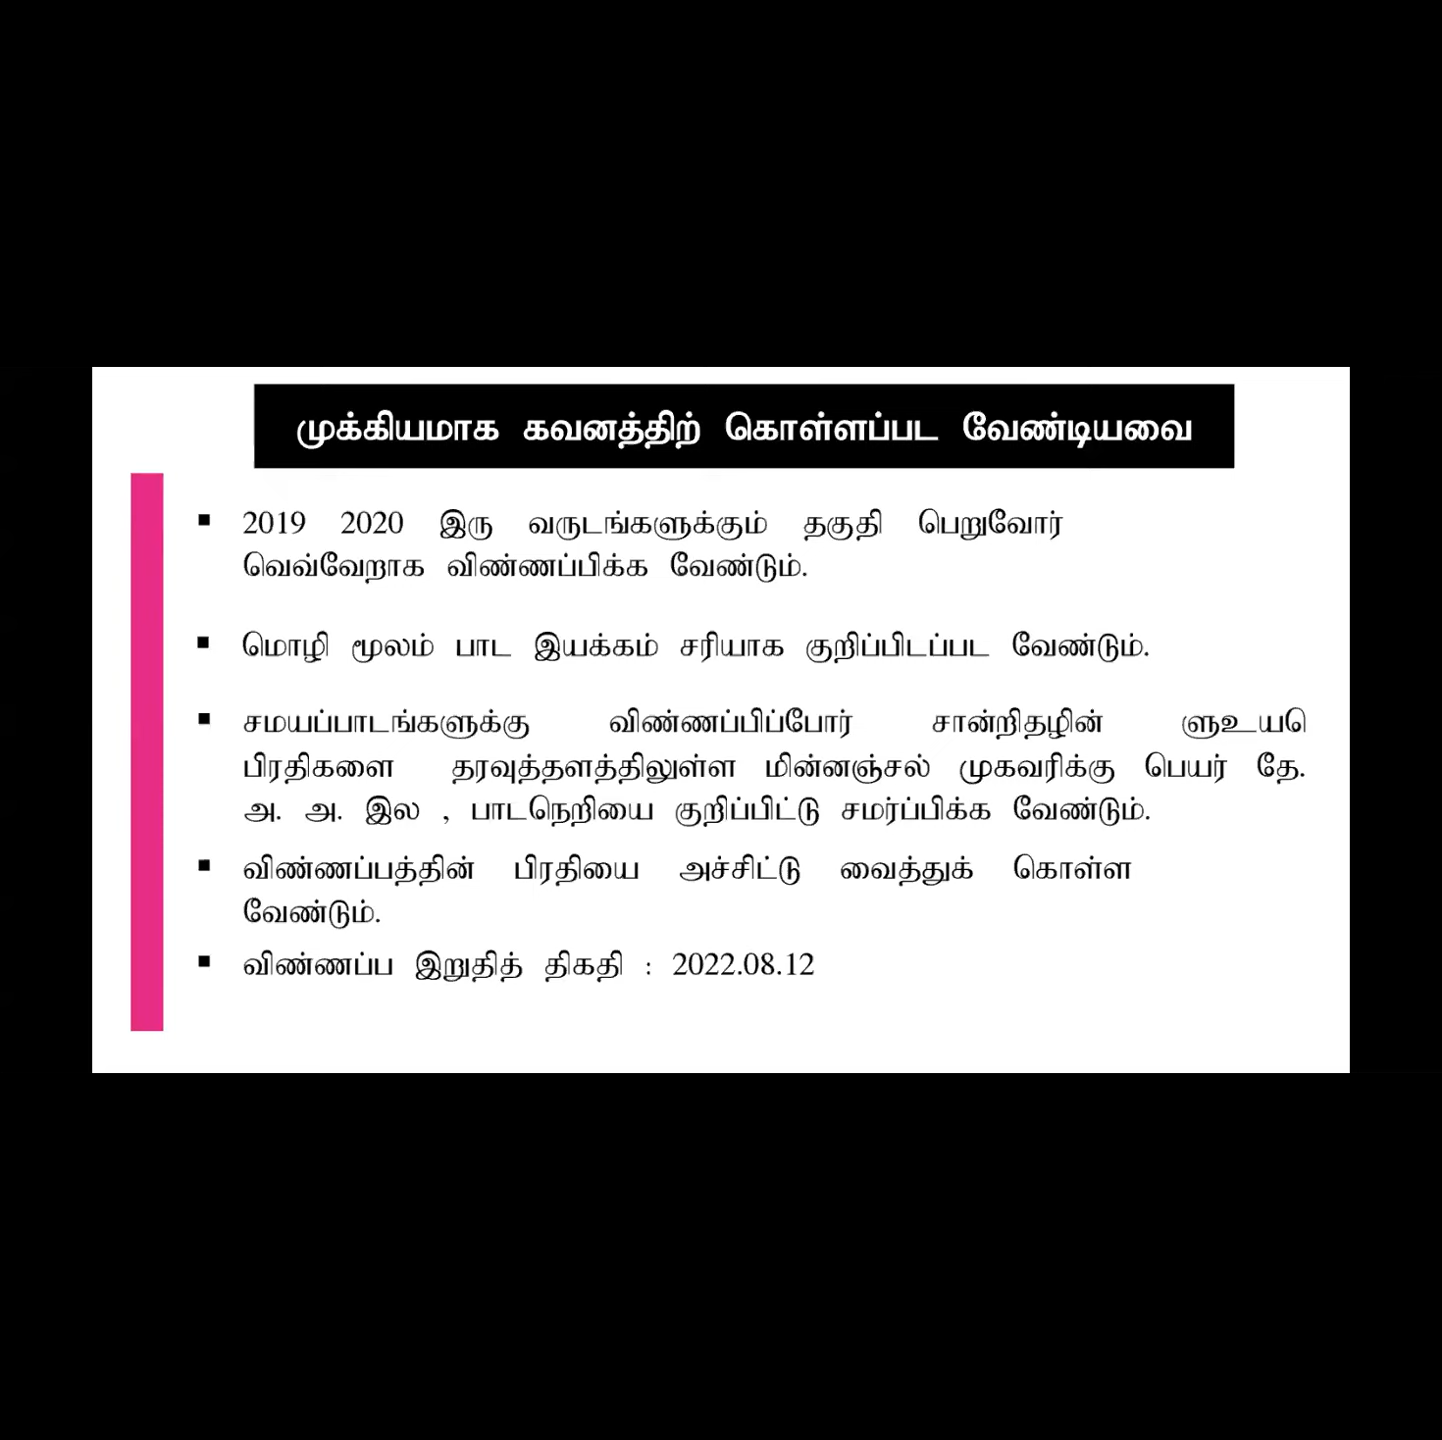 முக்கியமாக கவனத்திற் கொள்ளப்பட வேண்டியவை
▪ 2019 2020 இரு வருடங்களுக்கும் தகுதி பெறுவோர்
வெவ்வேறாக விண்ணப்பிக்க வேண்டும்.
▪ மொழி மூலம் பாட இயக்கம் சரியாக குறிப்பிடப்பட வேண்டும்.
▪ சமயப்பாடங்களுக்கு விண்ணப்பிப்போர் சான்றிதழின் ளுஉயெ
பிரதிகளை தரவுத்தளத்திலுள்ள மின்னஞ்சல் முகவரிக்கு பெயர் தே.
அ. அ. இல , பாடநெறியை குறிப்பிட்டு சமர்ப்பிக்க வேண்டும்.
▪ விண்ணப்பத்தின் பிரதியை அச்சிட்டு வைத்துக் கொள்ள
வேண்டும்.
▪ விண்ணப்ப இறுதித் திகதி : 2022.08.12